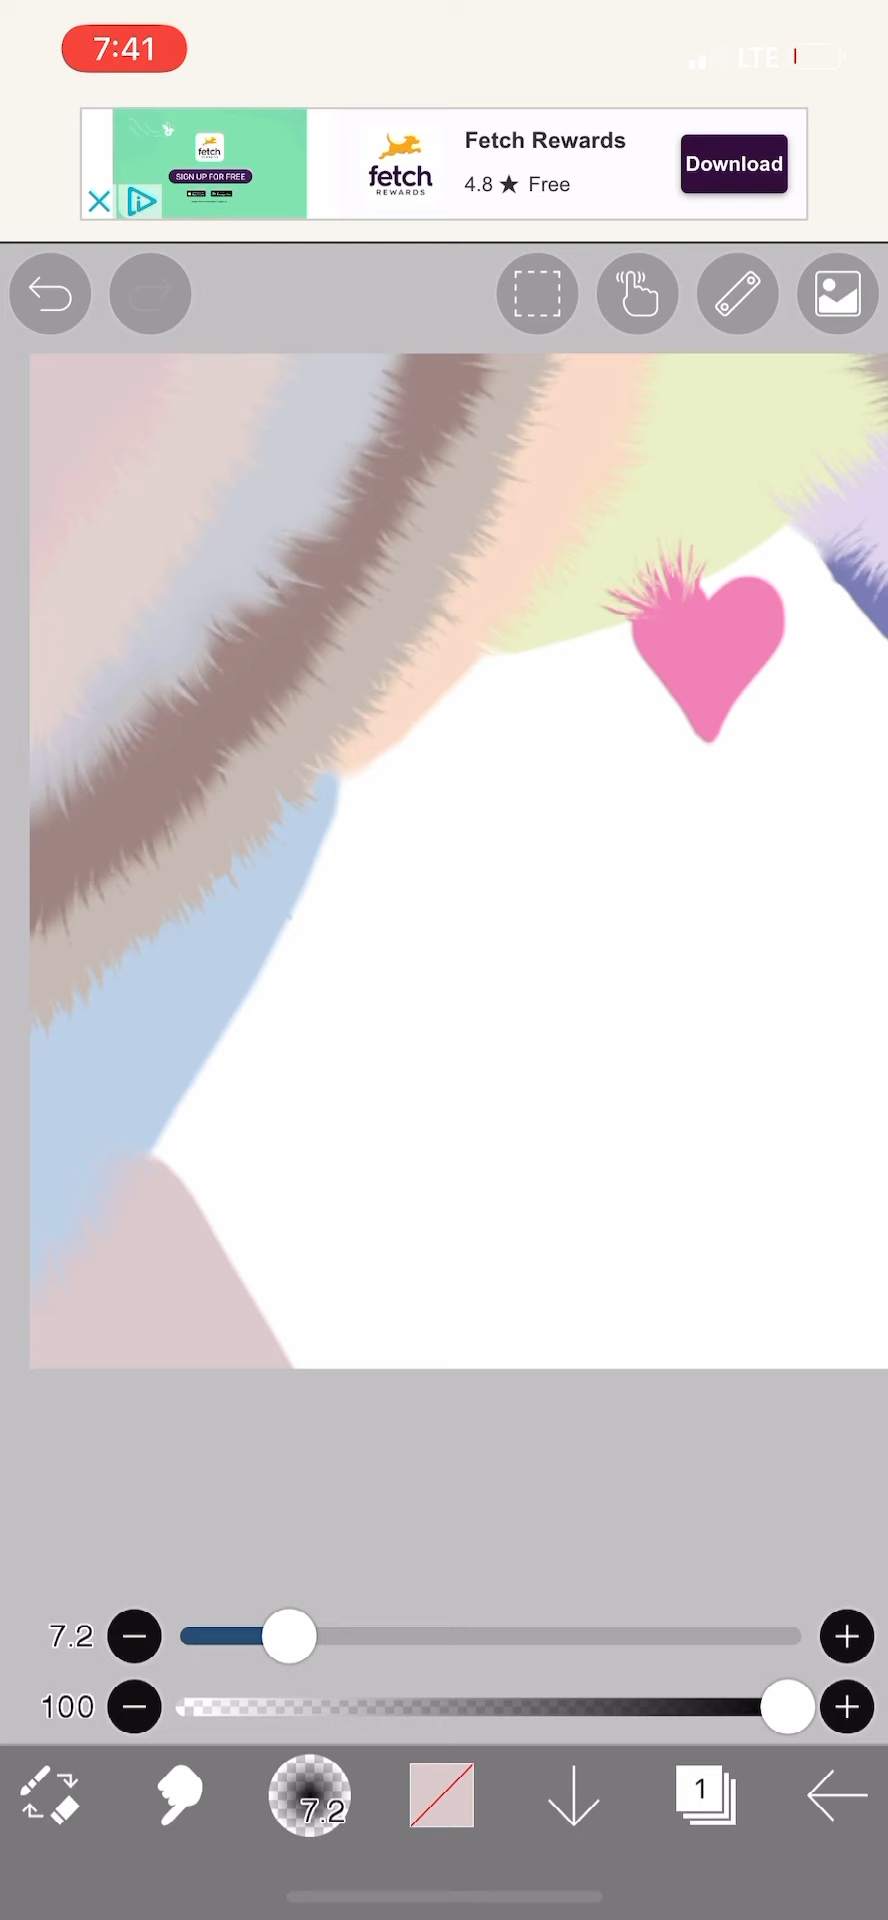 7:41
LTE
fetch
SIGN UP FOR FREE
fetch
REWARDS
Fetch Rewards
4.8 ★ Free
Download
7.2
100
7.2
1